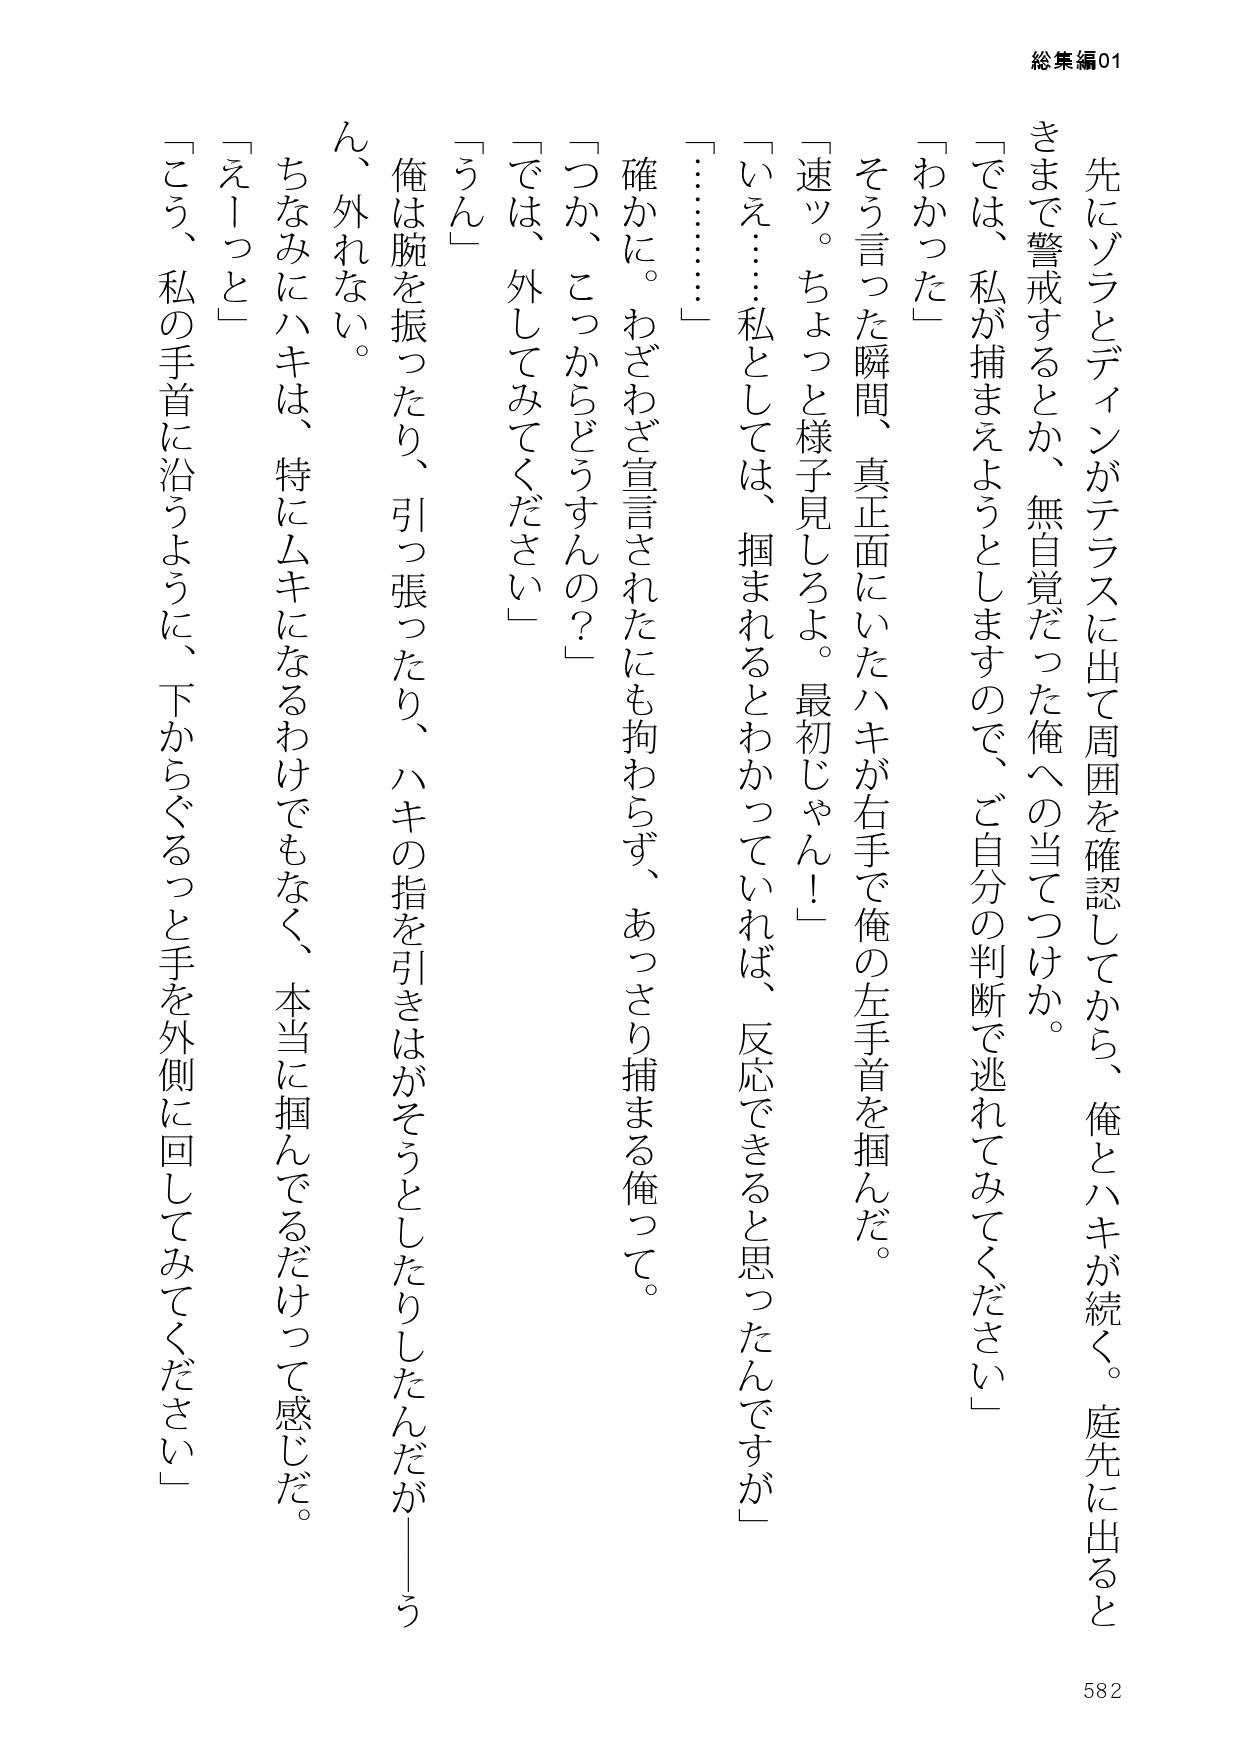 総集編01
　先にゾラとディンがテラスに出て周囲を確認してから、俺とハキが続く。庭先に出ると
きまで警戒するとか、無自覚だった俺への当てつけか。
「では、私が捕まえようとしますので、ご自分の判断で逃れてみてください」
「わかった」
　そう言った瞬間、真正面にいたハキが右手で俺の左手首を掴んだ。
「速ッ。ちょっと様子見しろよ。最初じゃん！」
「いえ……私としては、掴まれるとわかっていれば、反応できると思ったんですが」
「…………」
　確かに。わざわざ宣言されたにも拘わらず、あっさり捕まる俺って。
「つか、こっからどうすんの？」
「では、外してみてください」
「うん」
　俺は腕を振ったり、引っ張ったり、ハキの指を引きはがそうとしたりしたんだが――う
ん、外れない。
　ちなみにハキは、特にムキになるわけでもなく、本当に掴んでるだけって感じだ。
「えーっと」
「こう、私の手首に沿うように、下からぐるっと手を外側に回してみてください」
582